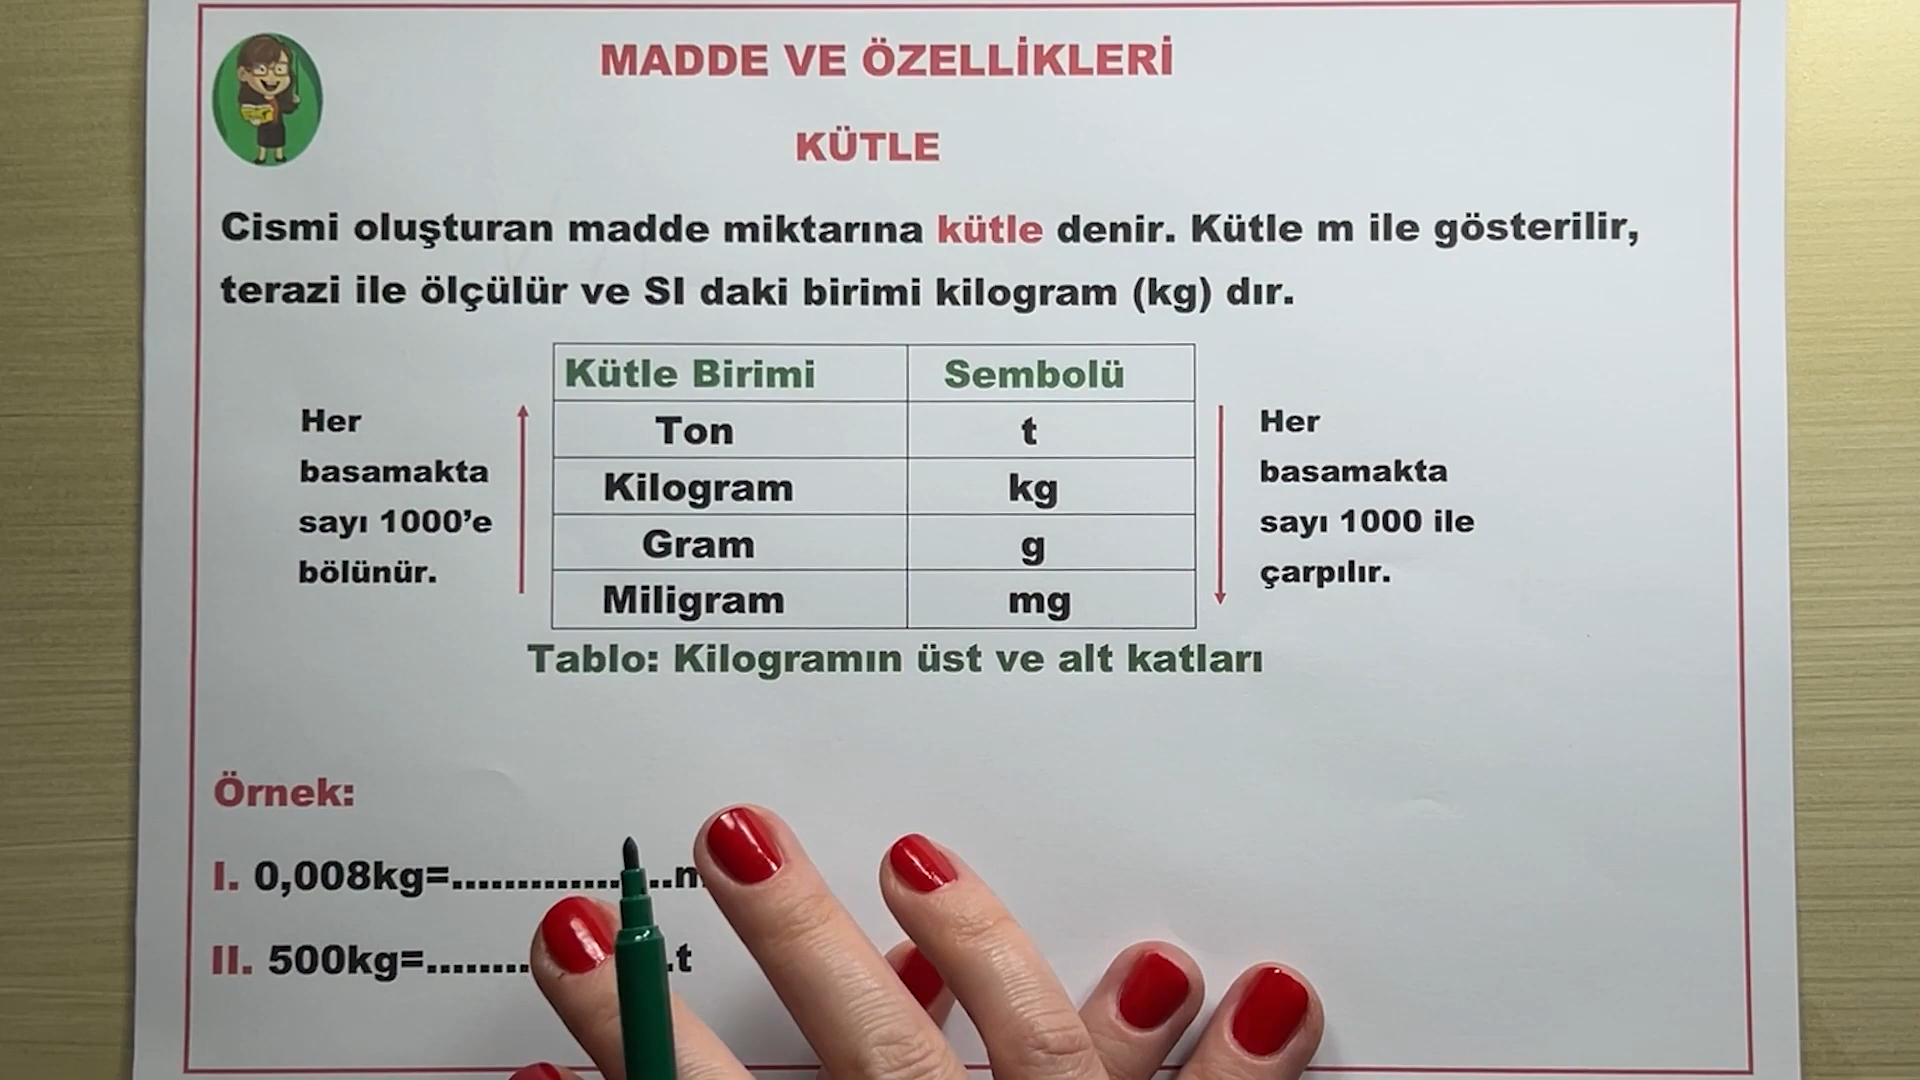 MADDE VE ÖZELLİKLERİ
KÜTLE
Cismi oluşturan madde miktarına kütle denir. Kütle m ile gösterilir,
terazi ile ölçülür ve SI daki birimi kilogram (kg) dır.
Her
basamakta
sayı 1000’e
bölünür.
Kütle Birimi Sembolü
Ton t
Kilogram kg
Gram g
Miligram mg
Her
basamakta
sayı 1000 ile
çarpılır.
Tablo: Kilogramın üst ve alt katları
Örnek:
I. 0,008kg=...................
II. 500kg=.........t